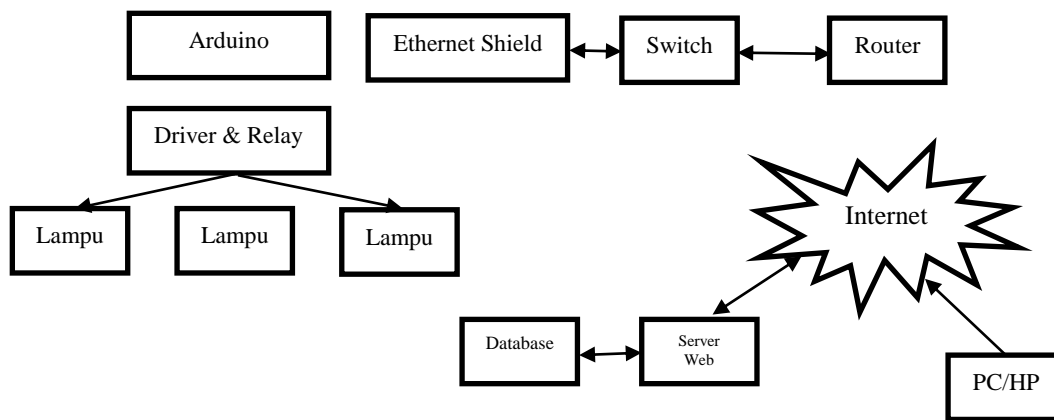 Arduino
Ethernet Shield
Switch
Router
Driver & Relay
Lampu
Lampu
Lampu
Internet
Database
Server
Web
PC/HP